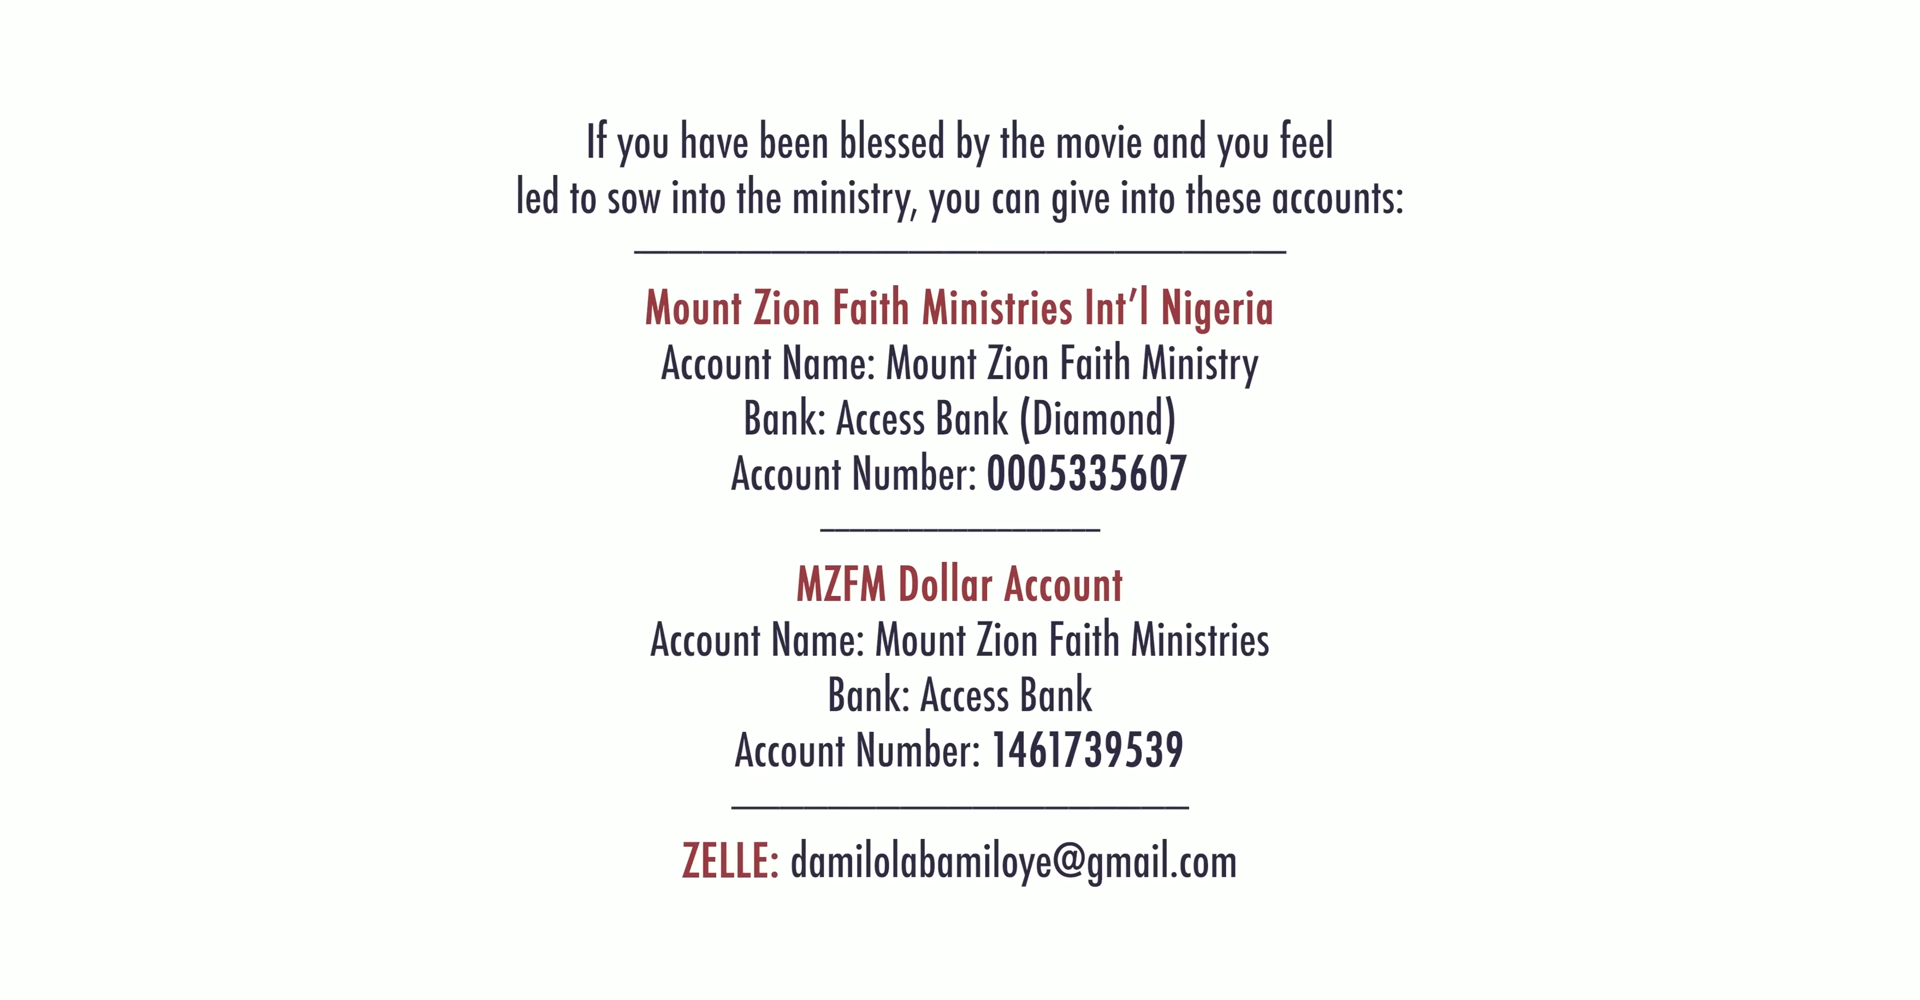 If you have been blessed by the movie and you feel
led to sow into the ministry, you can give into these accounts:
Mount Zion Faith Ministries Int’l Nigeria
Account Name: Mount Zion Faith Ministry
Bank: Access Bank (Diamond)
Account Number: 0005335607
MZFM Dollar Account
Account Name: Mount Zion Faith Ministries
Bank: Access Bank
Account Number: 1461739539
ZELLE: damilolabamiloye@gmail.com